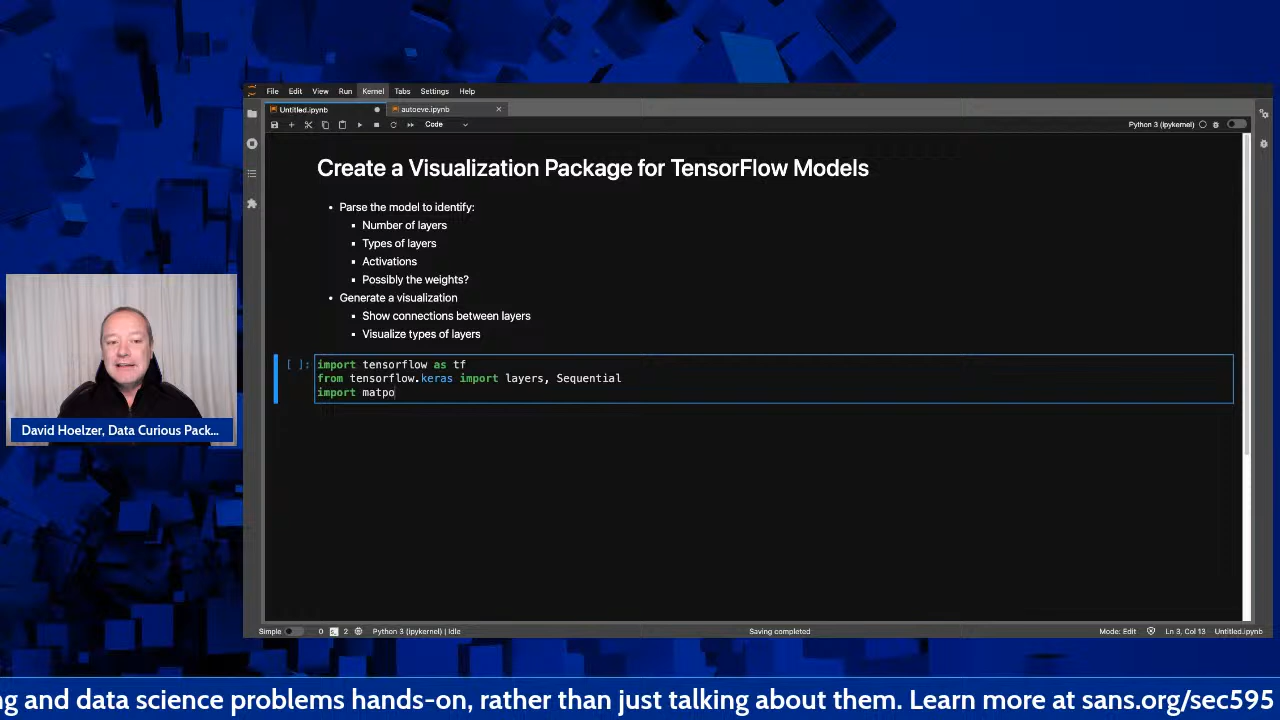 File Edit View Run Kernel Tabs Settings Help
Untitled.ipynb autoeve.ipynb
Code Python 3 (ipykernel)
Create a Visualization Package for TensorFlow Models
Parse the model to identify:
Number of layers
Types of layers
Activations
Possibly the weights?
Generate a visualization
Show connections between layers
Visualize types of layers
[ ]: import tensorflow as tf
from tensorflow.keras import layers, Sequential
import matpo
David Hoelzer, Data Curious Pack...
Simple 0 2 Python 3 (ipykernel) | Idle Saving completed Mode: Edit Ln 3, Col 13 Untitled.ipynb
g and data science problems hands-on, rather than just talking about them. Learn more at sans.org/sec595